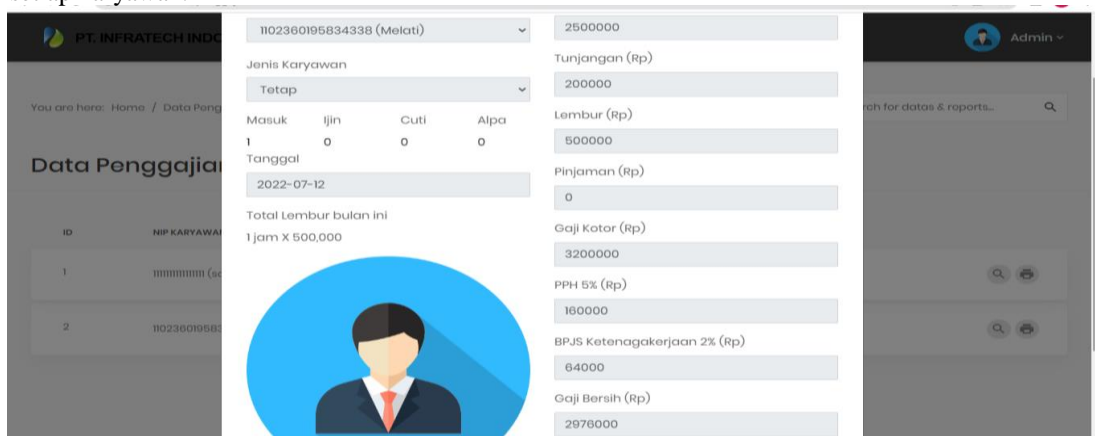 PT. INFRATECH INDO
Admin
You are here: Home / Data Peng
rch for datas & reports...
Data Penggajian
ID NIP KARYAWA
1
2 110236019583
1102360195834338 (Melati)
Jenis Karyawan
Tetap
Masuk Ijin Cuti Alpa
1 0 0 0
Tanggal
2022-07-12
Total Lembur bulan ini
1 jam X 500,000
2500000
Tunjangan (Rp)
200000
Lembur (Rp)
500000
Pinjaman (Rp)
0
Gaji Kotor (Rp)
3200000
PPH 5% (Rp)
160000
BPJS Ketenagakerjaan 2% (Rp)
64000
Gaji Bersih (Rp)
2976000